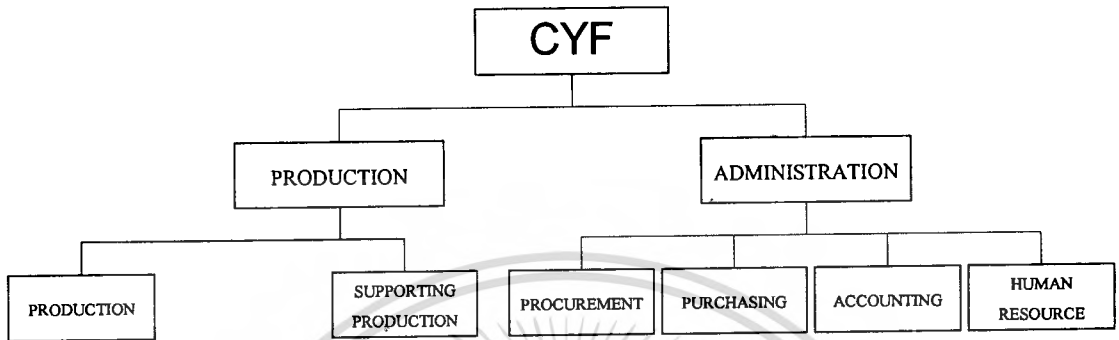 CYF
PRODUCTION
ADMINISTRATION
PRODUCTION
SUPPORTING
PRODUCTION
PROCUREMENT
PURCHASING
ACCOUNTING
HUMAN
RESOURCE